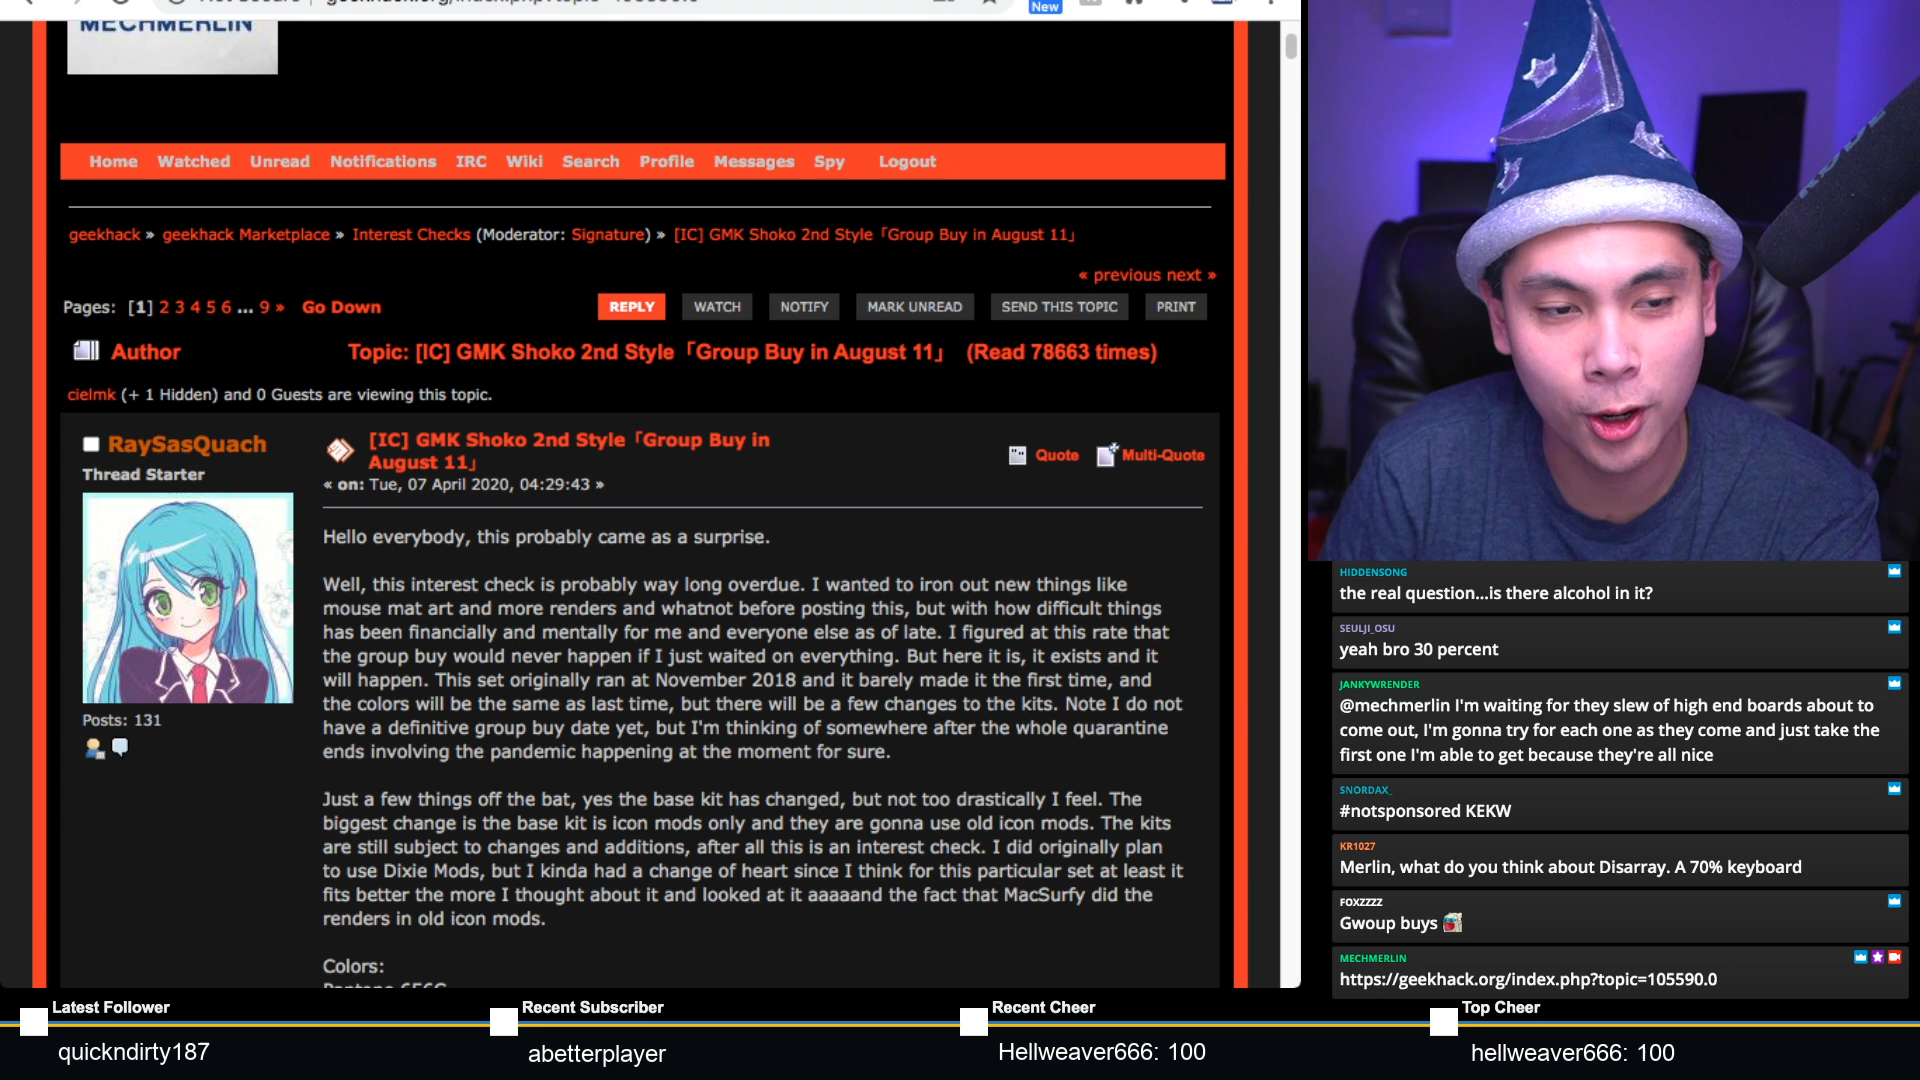 MECHMERLIN
New
Home Watched Unread Notifications IRC Wiki Search Profile Messages Spy Logout
geekhack » geekhack Marketplace » Interest Checks (Moderator: Signature) » [IC] GMK Shoko 2nd Style「Group Buy in August 11」
« previous next »
Pages: [1] 2 3 4 5 6 ... 9 » Go Down
REPLY WATCH NOTIFY MARK UNREAD SEND THIS TOPIC PRINT
Author Topic: [IC] GMK Shoko 2nd Style「Group Buy in August 11」 (Read 78663 times)
cielmk (+ 1 Hidden) and 0 Guests are viewing this topic.
RaySasQuach
Thread Starter
Posts: 131
[IC] GMK Shoko 2nd Style「Group Buy in
August 11」
« on: Tue, 07 April 2020, 04:29:43 »
Quote Multi-Quote
Hello everybody, this probably came as a surprise.
Well, this interest check is probably way long overdue. I wanted to iron out new things like
mouse mat art and more renders and whatnot before posting this, but with how difficult things
has been financially and mentally for me and everyone else as of late. I figured at this rate that
the group buy would never happen if I just waited on everything. But here it is, it exists and it
will happen. This set originally ran at November 2018 and it barely made it the first time, and
the colors will be the same as last time, but there will be a few changes to the kits. Note I do not
have a definitive group buy date yet, but I'm thinking of somewhere after the whole quarantine
ends involving the pandemic happening at the moment for sure.
Just a few things off the bat, yes the base kit has changed, but not too drastically I feel. The
biggest change is the base kit is icon mods only and they are gonna use old icon mods. The kits
are still subject to changes and additions, after all this is an interest check. I did originally plan
to use Dixie Mods, but I kinda had a change of heart since I think for this particular set at least it
fits better the more I thought about it and looked at it aaaaand the fact that MacSurfy did the
renders in old icon mods.
Colors:
HIDDENSONG
the real question...is there alcohol in it?
SEULJI_OSU
yeah bro 30 percent
JANKYWRENDER
@mechmerlin I'm waiting for they slew of high end boards about to
come out, I'm gonna try for each one as they come and just take the
first one I'm able to get because they're all nice
SNORDAX_
#notsponsored KEKW
KR1027
Merlin, what do you think about Disarray. A 70% keyboard
FOXZZZZ
Gwoup buys
MECHMERLIN
https://geekhack.org/index.php?topic=105590.0
Latest Follower
quickndirty187
Recent Subscriber
abetterplayer
Recent Cheer
Hellweaver666: 100
Top Cheer
hellweaver666: 100